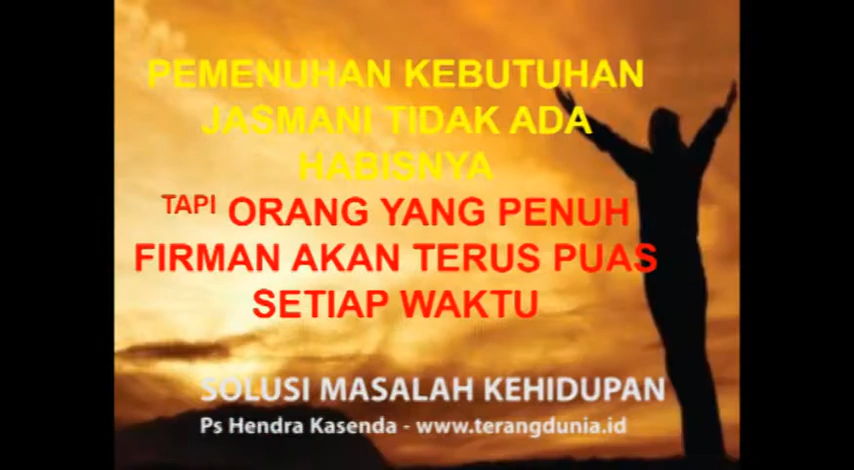 PEMENUHAN KEBUTUHAN
JASMANI TIDAK ADA
HABISNYA
TAPI ORANG YANG PENUH
FIRMAN AKAN TERUS PUAS
SETIAP WAKTU
SOLUSI MASALAH KEHIDUPAN
Ps Hendra Kasenda - www.terangdunia.id